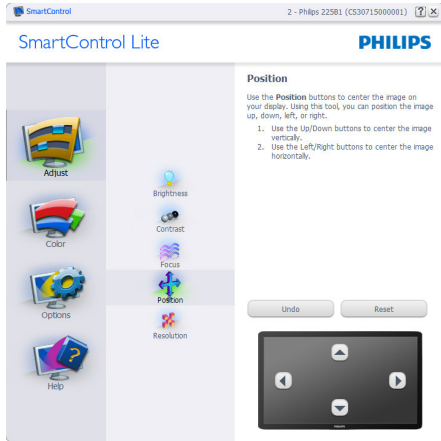 SmartControl
2 - Philips 225B1 (CS30715000001)
SmartControl Lite
PHILIPS
Adjust
Color
Options
Help
Brightness
Contrast
Focus
Position
Resolution
Position
Use the Position buttons to center the image on
your display. Using this tool, you can position the image
up, down, left, or right.
1. Use the Up/Down buttons to center the image
vertically.
2. Use the Left/Right buttons to center the image
horizontally.
Undo
Reset
PHILIPS